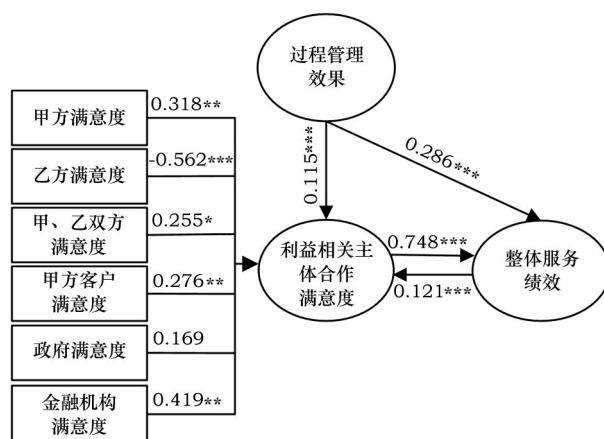 过程管理
效果
甲方满意度
0.318**
乙方满意度
-0.562***
甲、乙双方
满意度
0.255*
甲方客户
满意度
0.276**
政府满意度
0.169
金融机构
满意度
0.419**
0.115***
0.286***
利益相关主
体合作
满意度
0.748***
0.121***
整体服务
绩效